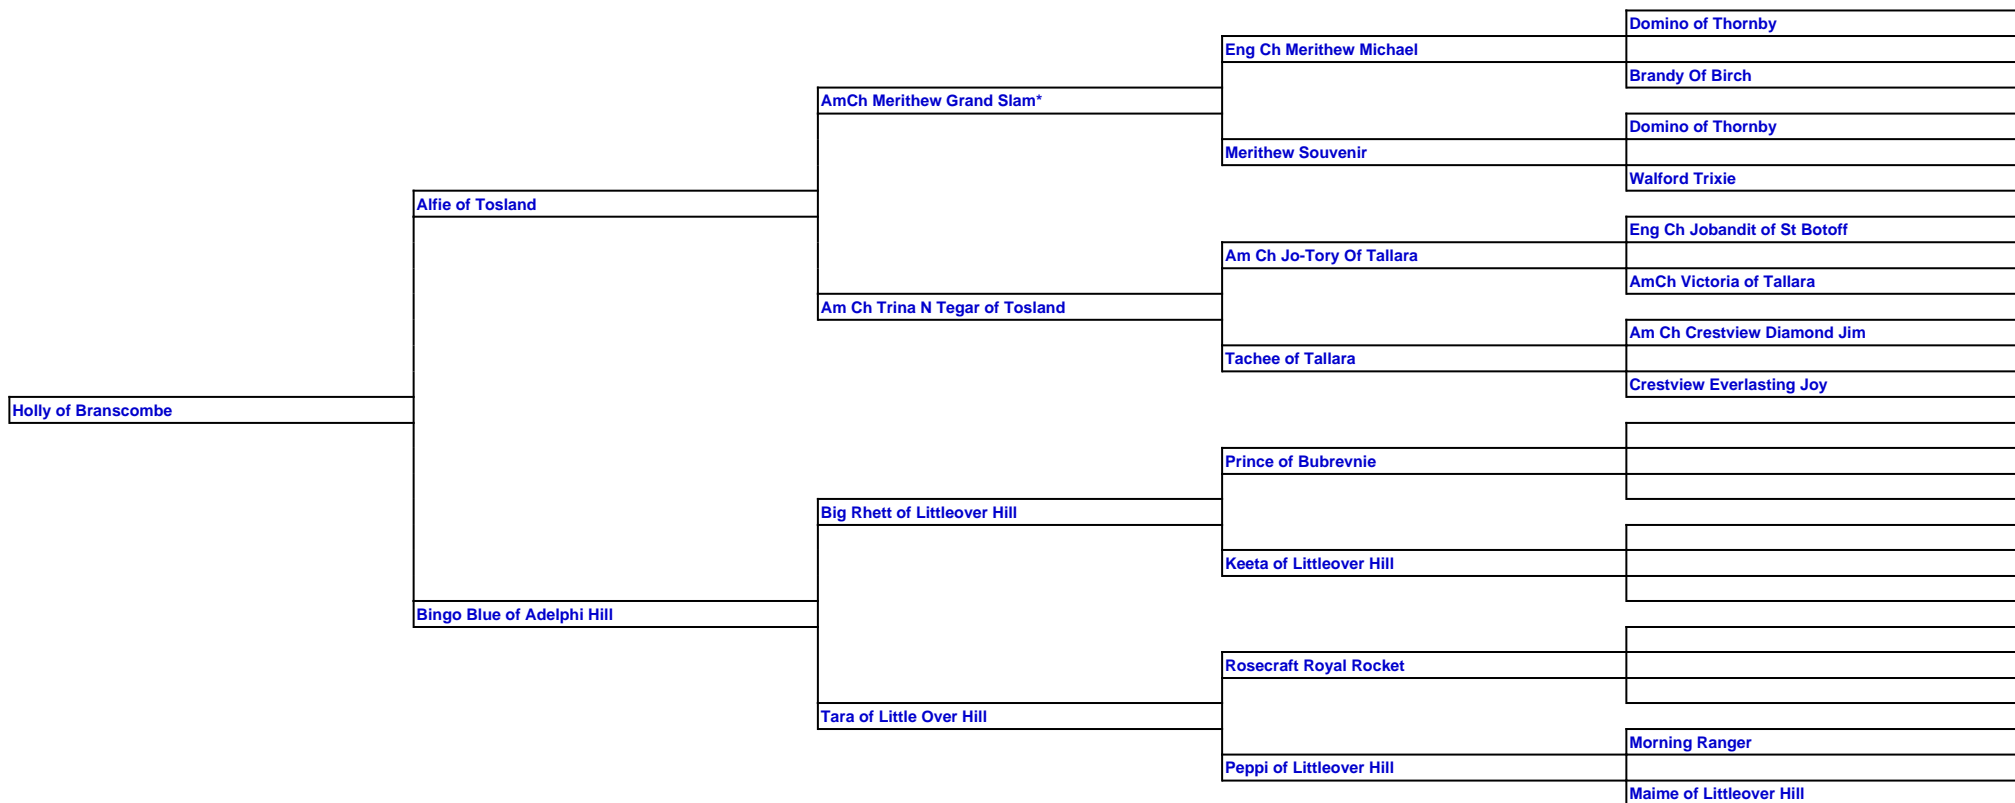 Domino of Thornby
Eng Ch Merithew Michael
Brandy Of Birch
AmCh Merithew Grand Slam*
Domino of Thornby
Merithew Souvenir
Walford Trixie
Alfie of Tosland
Eng Ch Jobandit of St Botoff
Am Ch Jo-Tory Of Tallara
AmCh Victoria of Tallara
Am Ch Trina N Tegar of Tosland
Am Ch Crestview Diamond Jim
Tachee of Tallara
Crestview Everlasting Joy
Holly of Branscombe
Prince of Bubrevnie
Big Rhett of Littleover Hill
Keeta of Littleover Hill
Bingo Blue of Adelphi Hill
Rosecraft Royal Rocket
Tara of Little Over Hill
Morning Ranger
Peppi of Littleover Hill
Maime of Littleover Hill